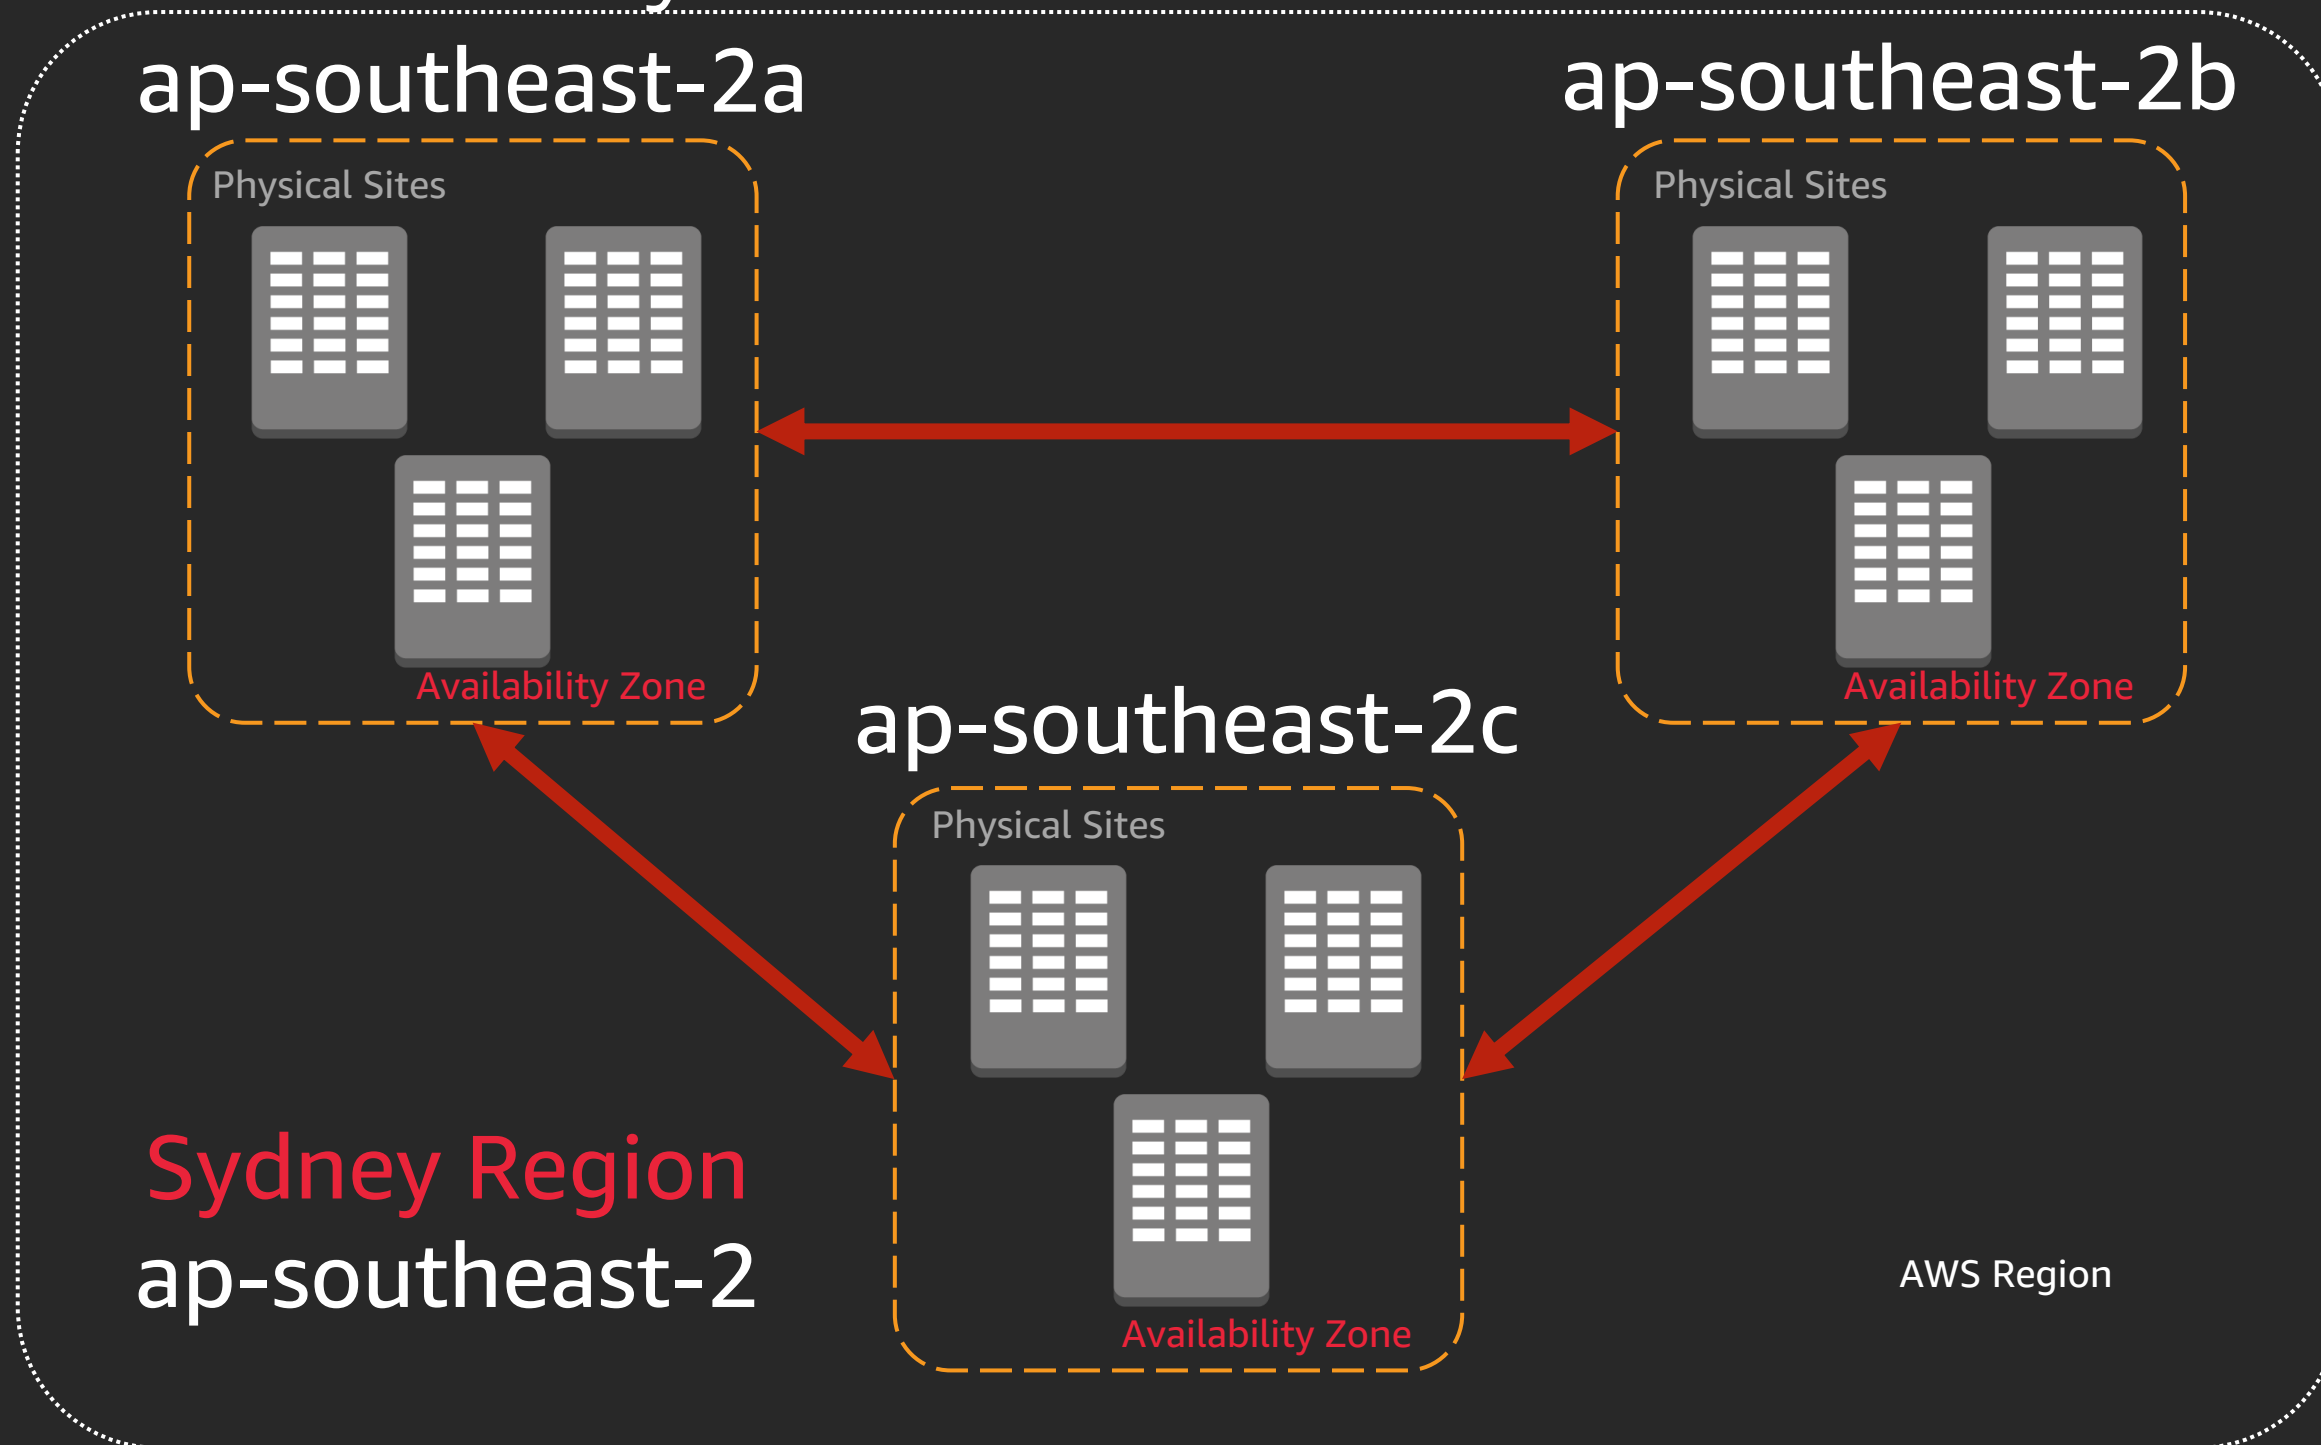 ap-southeast-2a
ap-southeast-2b
Physical Sites
Physical Sites
Availability Zone
Availability Zone
ap-southeast-2c
Physical Sites
Sydney Region
ap-southeast-2
AWS Region
Availability Zone